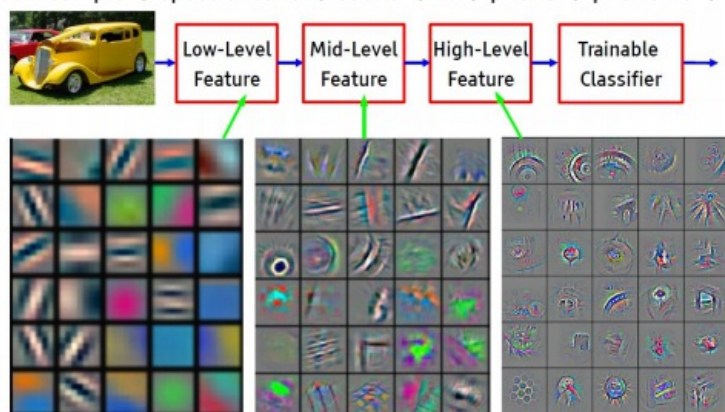 Low-Level
Feature
Mid-Level
Feature
High-Level
Feature
Trainable
Classifier